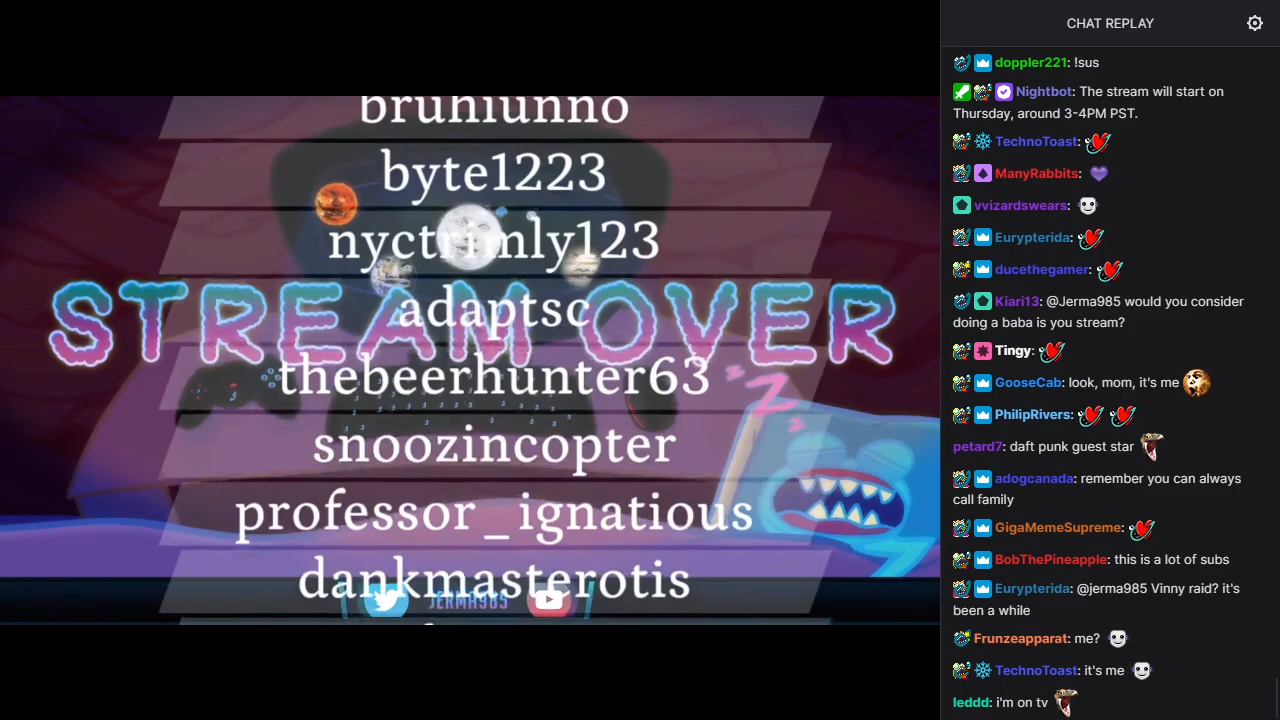 bruhiunno
byte1223
nyctrimly123
adaptsc
STREAM OVER
thebeerhunter63
z Z z
snoozincopter
professor_ignatious
dankmasterotis
JERMA985
CHAT REPLAY
doppler221: !sus
Nightbot: The stream will start on
Thursday, around 3-4PM PST.
TechnoToast:
ManyRabbits:
vvizardswears:
Eurypterida:
ducethegamer:
Kiari13: @Jerma985 would you consider
doing a baba is you stream?
Tingy:
GooseCab: look, mom, it's me
PhilipRivers:
petard7: daft punk guest star
adogcanada: remember you can always
call family
GigaMemeSupreme:
BobThePineapple: this is a lot of subs
Eurypterida: @jerma985 Vinny raid? it's
been a while
Frunzeapparat: me?
TechnoToast: it's me
leddd: i'm on tv